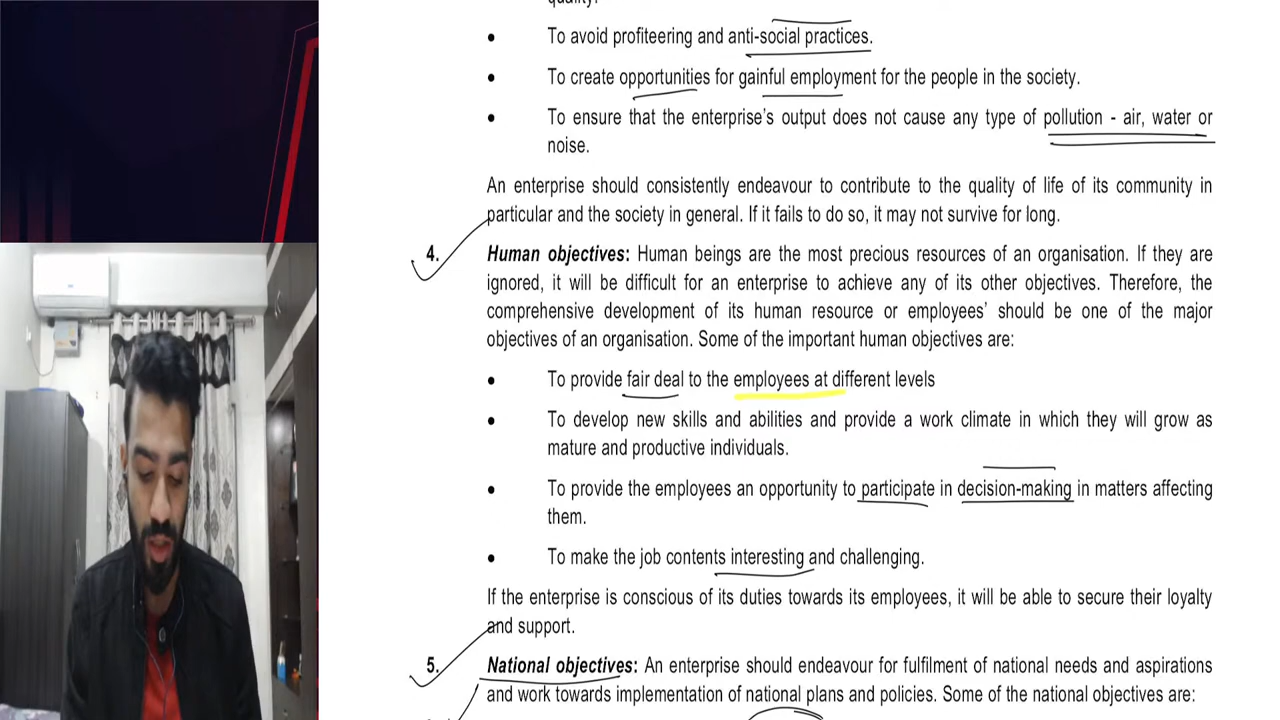 quality.
• To avoid profiteering and anti-social practices.
• To create opportunities for gainful employment for the people in the society.
• To ensure that the enterprise's output does not cause any type of pollution - air, water or
noise.
An enterprise should consistently endeavour to contribute to the quality of life of its community in
particular and the society in general. If it fails to do so, it may not survive for long.
4. Human objectives: Human beings are the most precious resources of an organisation. If they are
ignored, it will be difficult for an enterprise to achieve any of its other objectives. Therefore, the
comprehensive development of its human resource or employees' should be one of the major
objectives of an organisation. Some of the important human objectives are:
• To provide fair deal to the employees at different levels
• To develop new skills and abilities and provide a work climate in which they will grow as
mature and productive individuals.
• To provide the employees an opportunity to participate in decision-making in matters affecting
them.
• To make the job contents interesting and challenging.
If the enterprise is conscious of its duties towards its employees, it will be able to secure their loyalty
and support.
5. National objectives: An enterprise should endeavour for fulfilment of national needs and aspirations
and work towards implementation of national plans and policies. Some of the national objectives are: